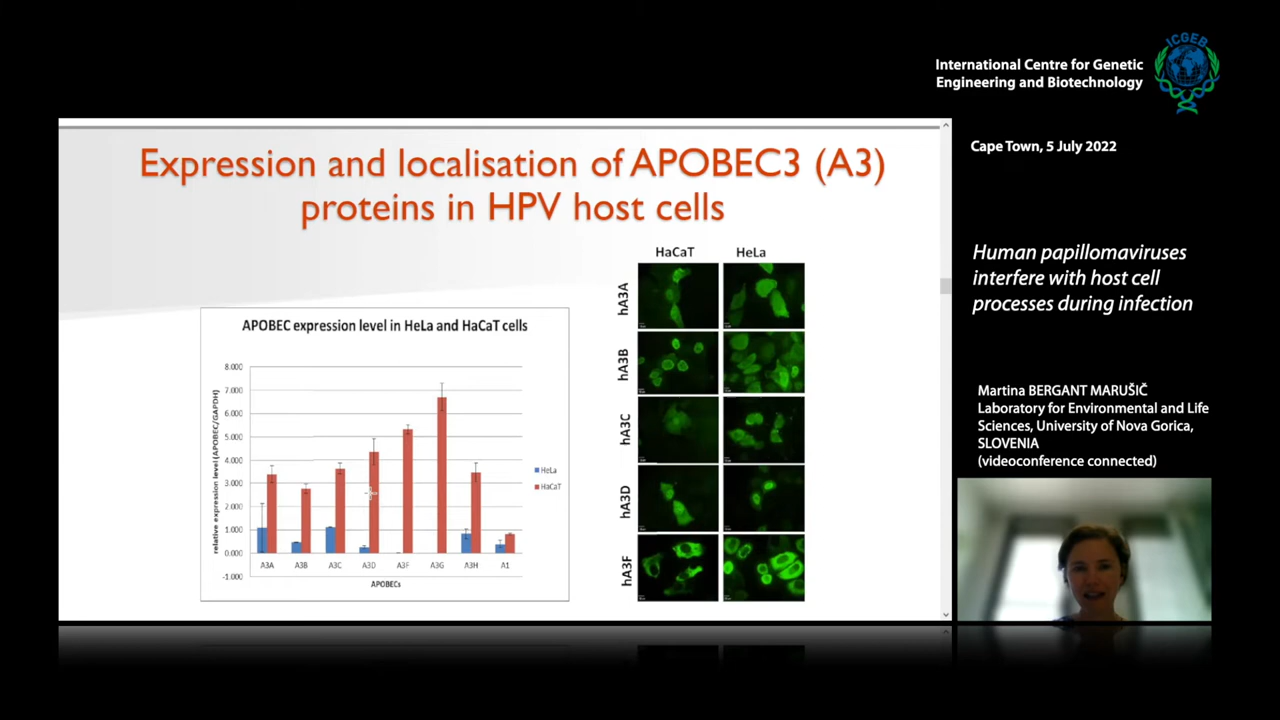 ICGEB
International Centre for Genetic
Engineering and Biotechnology
Cape Town, 5 July 2022
Expression and localisation of APOBEC3 (A3)
proteins in HPV host cells
HaCaT HeLa
hA3A
hA3B
hA3C
hA3D
hA3F
APOBEC expression level in HeLa and HaCaT cells
relative expression level (APOBEC/GAPDH)
8.000
7.000
6.000
5.000
4.000
3.000
2.000
1.000
0.000
-1.000
A3A A3B A3C A3D A3F A3G A3H A1
APOBECs
HeLa
HaCaT
Human papillomaviruses
interfere with host cell
processes during infection
Martina BERGANT MARUŠIČ
Laboratory for Environmental and Life
Sciences, University of Nova Gorica,
SLOVENIA
(videoconference connected)